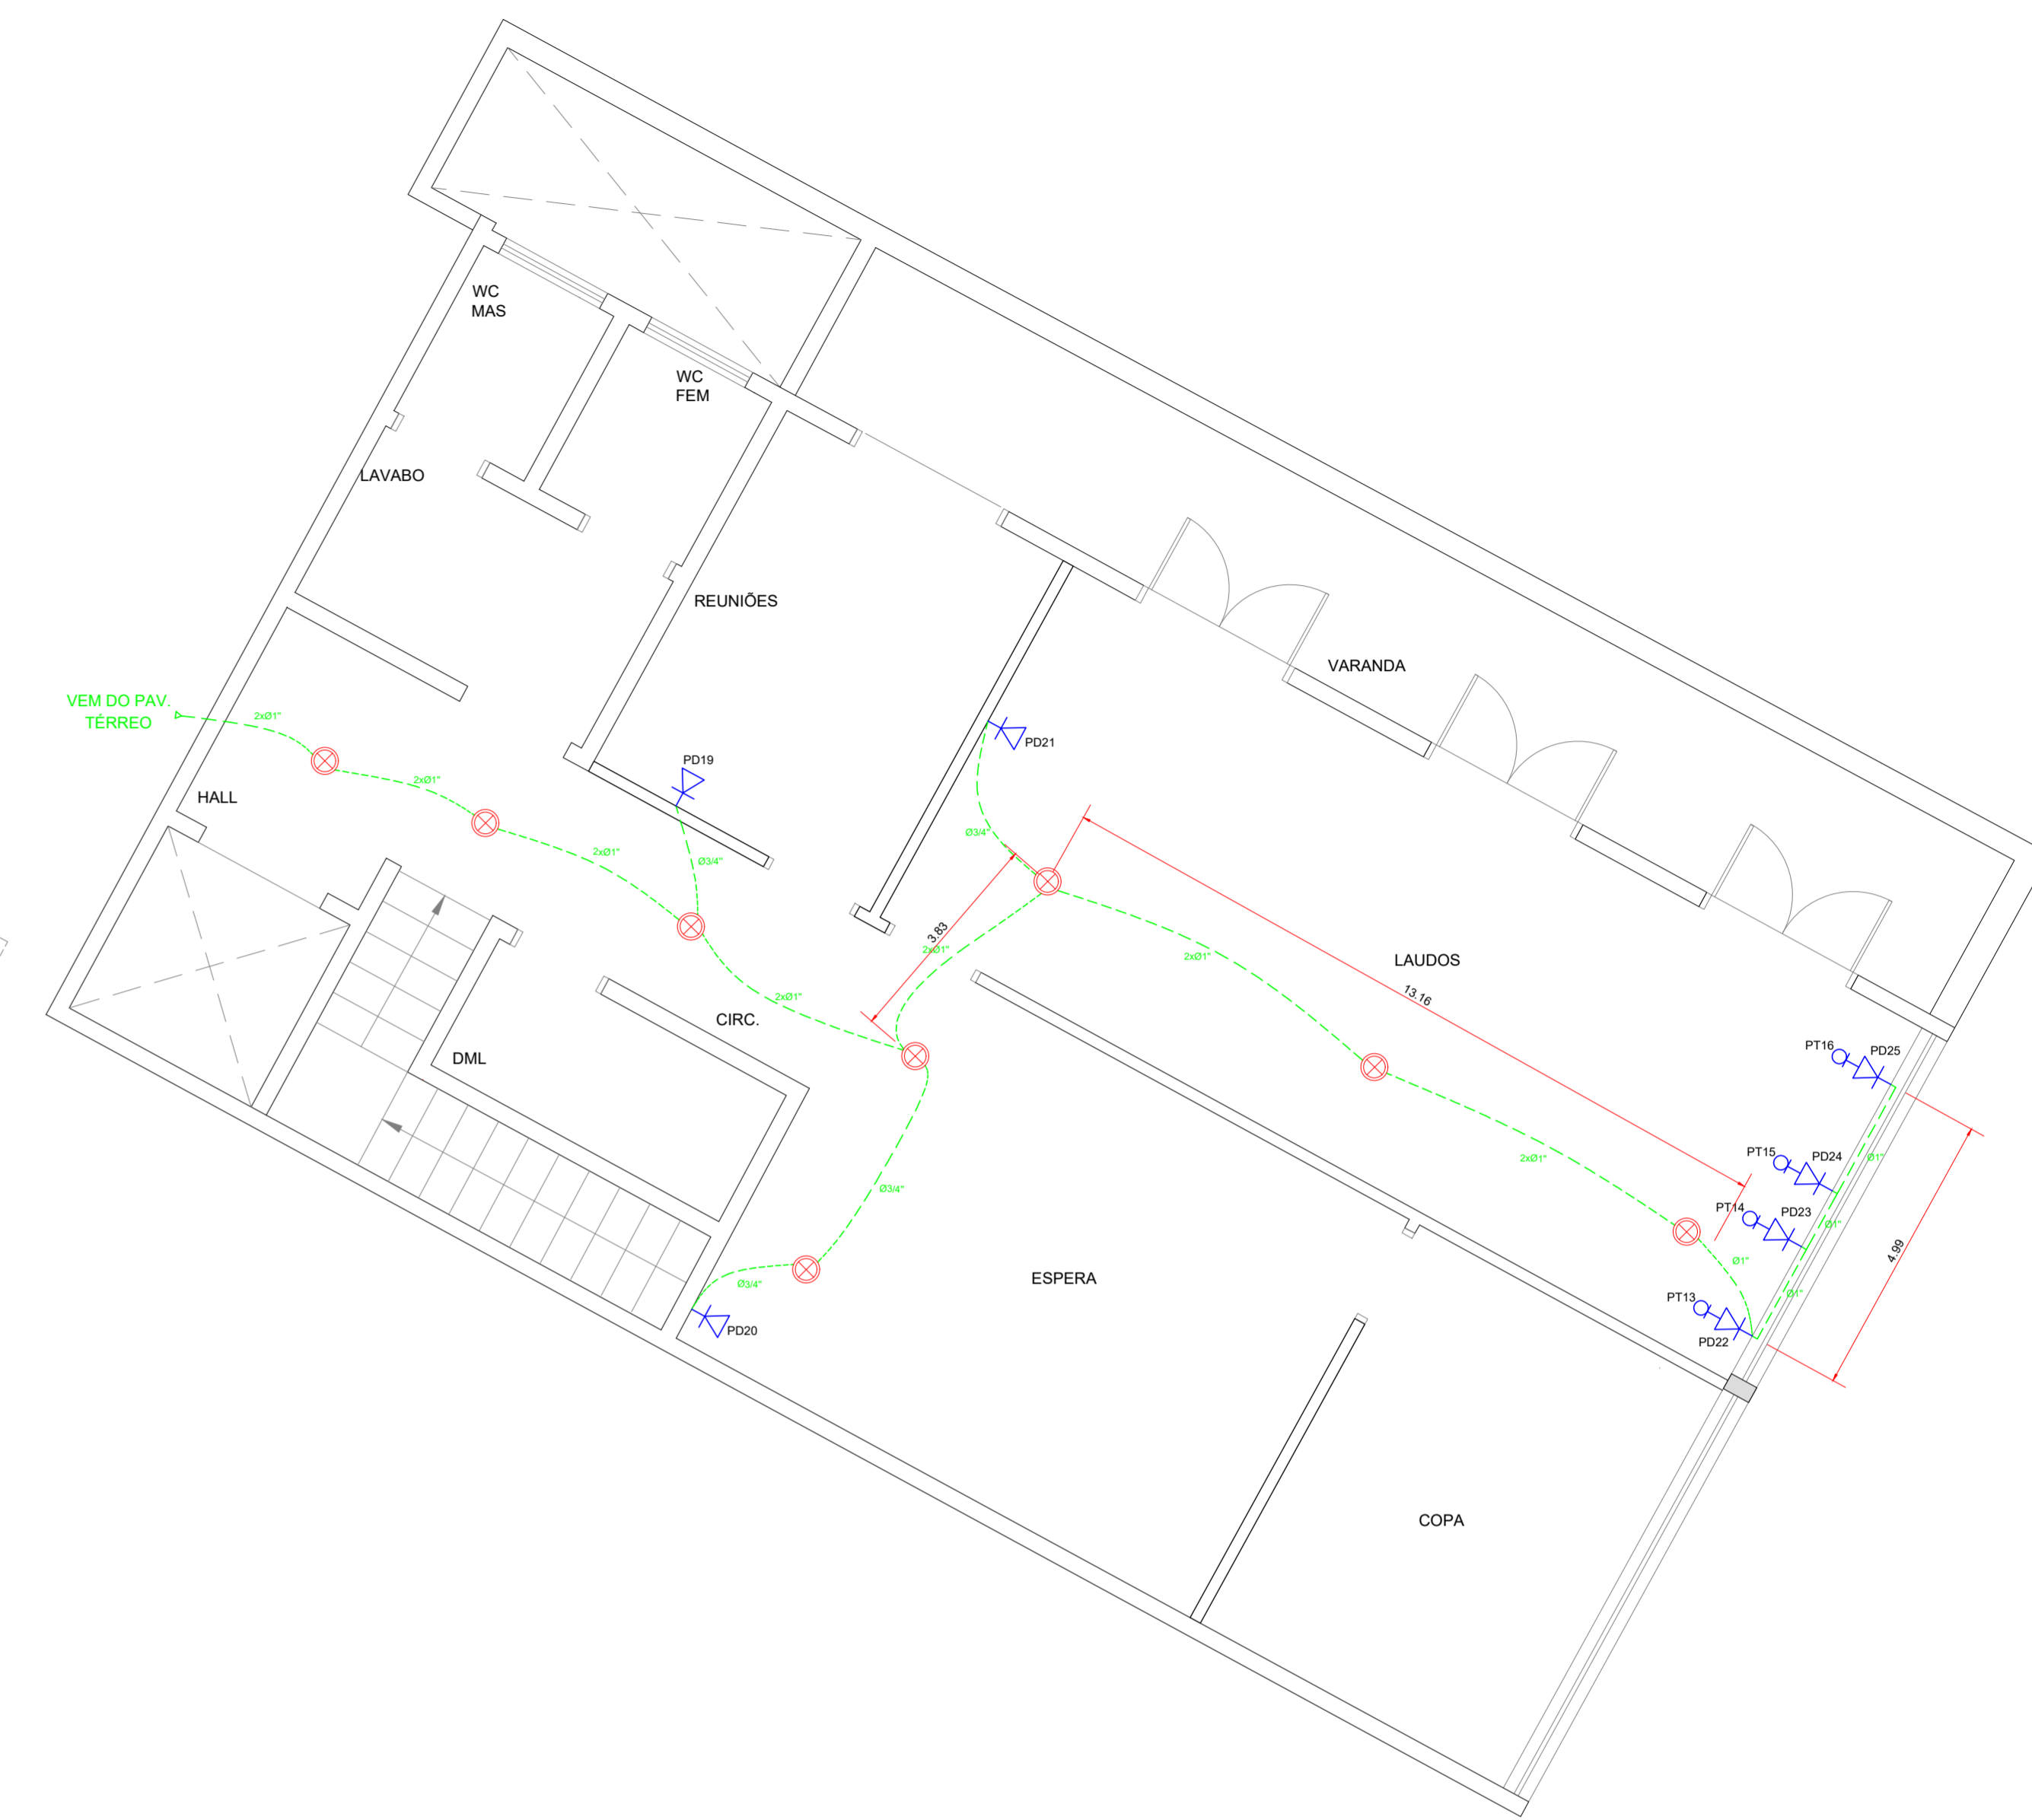 WC
MAS
WC
FEM
LAVABO
REUNIÕES
VARANDA
VEM DO PAV.
TÉRREO
2xØ1"
PD21
PD19
2xØ1"
HALL
Ø3/4"
2xØ1"
Ø3/4"
3.83
2xØ1"
2xØ1"
LAUDOS
13.16
2xØ1"
CIRC.
DML
PT16
PD25
PT15
PD24
2xØ1"
Ø1"
Ø3/4"
PT14
PD23
Ø1"
4.99
Ø1"
ESPERA
Ø3/4"
Ø1"
PT13
PD20
PD22
COPA